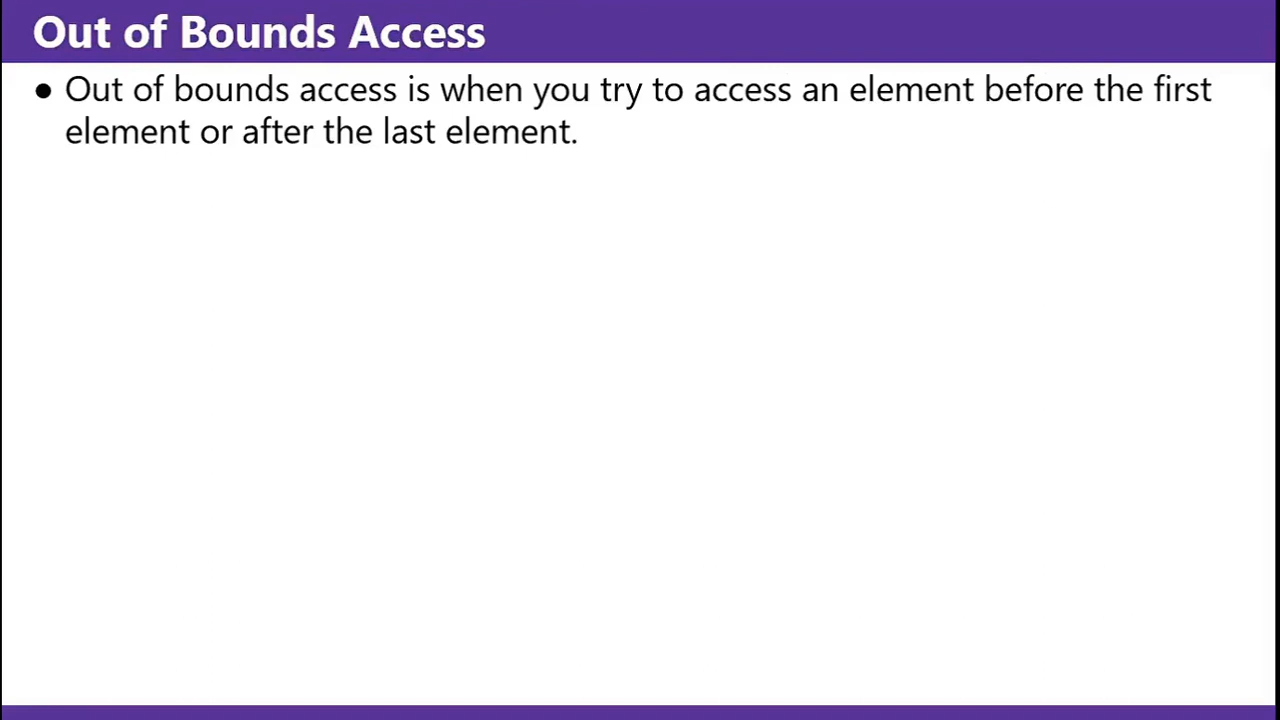 Out of Bounds Access
● Out of bounds access is when you try to access an element before the first
element or after the last element.